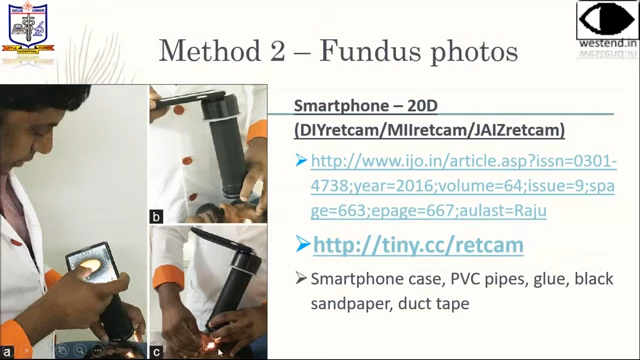 westend.in
Method 2 – Fundus photos
Smartphone – 20D
(DIYretcam/MIIretcam/JAIZretcam)
http://www.ijo.in/article.asp?issn=0301-
4738;year=2016;volume=64;issue=9;spa
ge=663;epage=667;aulast=Raju
http://tiny.cc/retcam
Smartphone case, PVC pipes, glue, black
sandpaper, duct tape
a
b
c